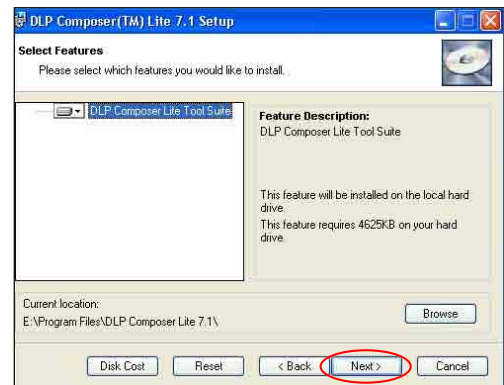 DLP Composer(TM) Lite 7.1 Setup
Select Features
Please select which features you would like to install.
DLP Composer Lite Tool Suite
Feature Description:
DLP Composer Lite Tool Suite
This feature will be installed on the local hard
drive.
This feature requires 4625KB on your hard
drive.
Current location:
E:\Program Files\DLP Composer Lite 7.1\
Browse
Disk Cost
Reset
< Back
Next >
Cancel